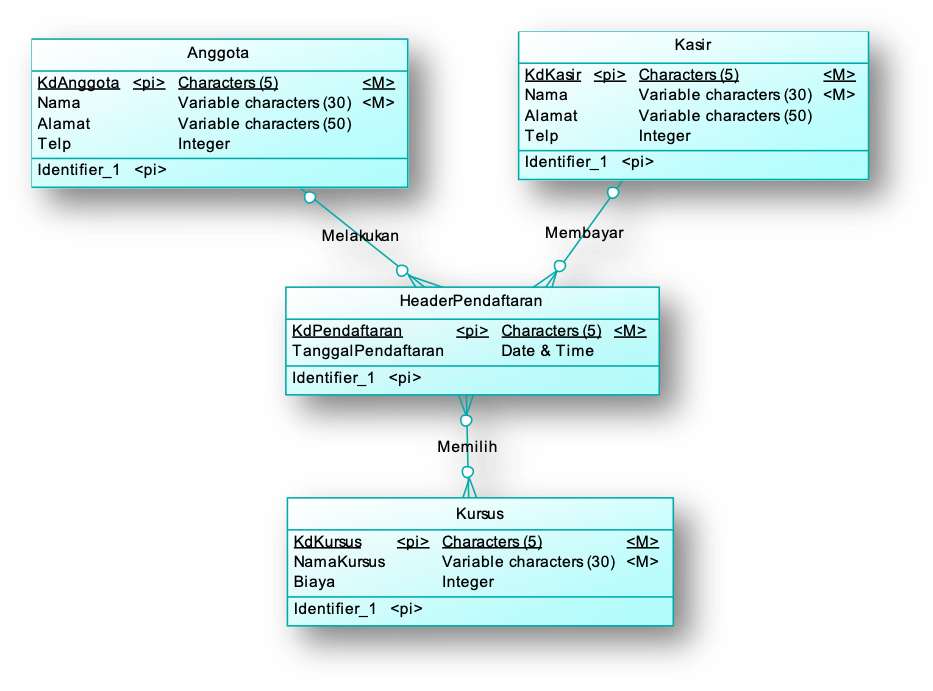 Anggota
KdAnggota <pi> Characters (5) <M>
Nama Variable characters (30) <M>
Alamat Variable characters (50)
Telp Integer
Identifier_1 <pi>
Kasir
KdKasir <pi> Characters (5) <M>
Nama Variable characters (30) <M>
Alamat Variable characters (50)
Telp Integer
Identifier_1 <pi>
Melakukan
Membayar
HeaderPendaftaran
KdPendaftaran <pi> Characters (5) <M>
TanggalPendaftaran Date & Time
Identifier_1 <pi>
Memilih
Kursus
KdKursus <pi> Characters (5) <M>
NamaKursus Variable characters (30) <M>
Biaya Integer
Identifier_1 <pi>